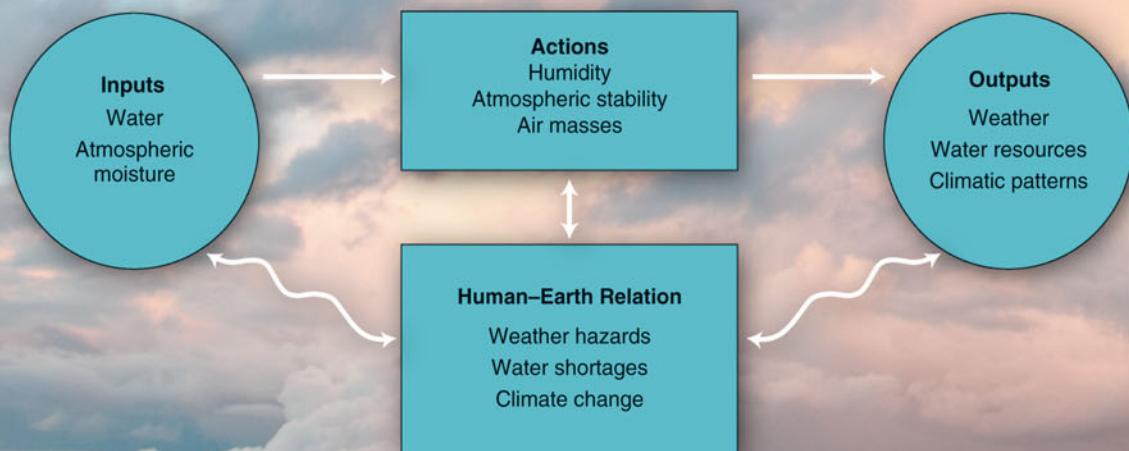 Inputs
Water
Atmospheric
moisture
Actions
Humidity
Atmospheric stability
Air masses
Outputs
Weather
Water resources
Climatic patterns
Human–Earth Relation
Weather hazards
Water shortages
Climate change